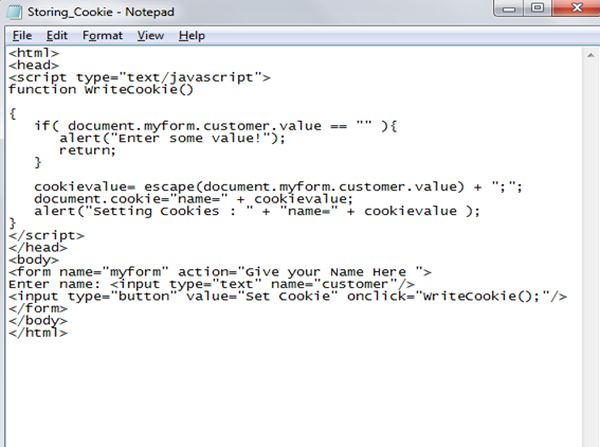 Storing_Cookie - Notepad
File Edit Format View Help
<html>
<head>
<script type="text/javascript">
function WriteCookie()
{
if( document.myform.customer.value == "" ){
alert("Enter some value!");
return;
}
cookievalue= escape(document.myform.customer.value) + ";";
document.cookie="name=" + cookievalue;
alert("Setting Cookies : " + "name=" + cookievalue );
}
</script>
</head>
<body>
<form name="myform" action="Give your Name Here ">
Enter name: <input type="text" name="customer"/>
<input type="button" value="Set Cookie" onclick="WriteCookie();"/>
</form>
</body>
</html>